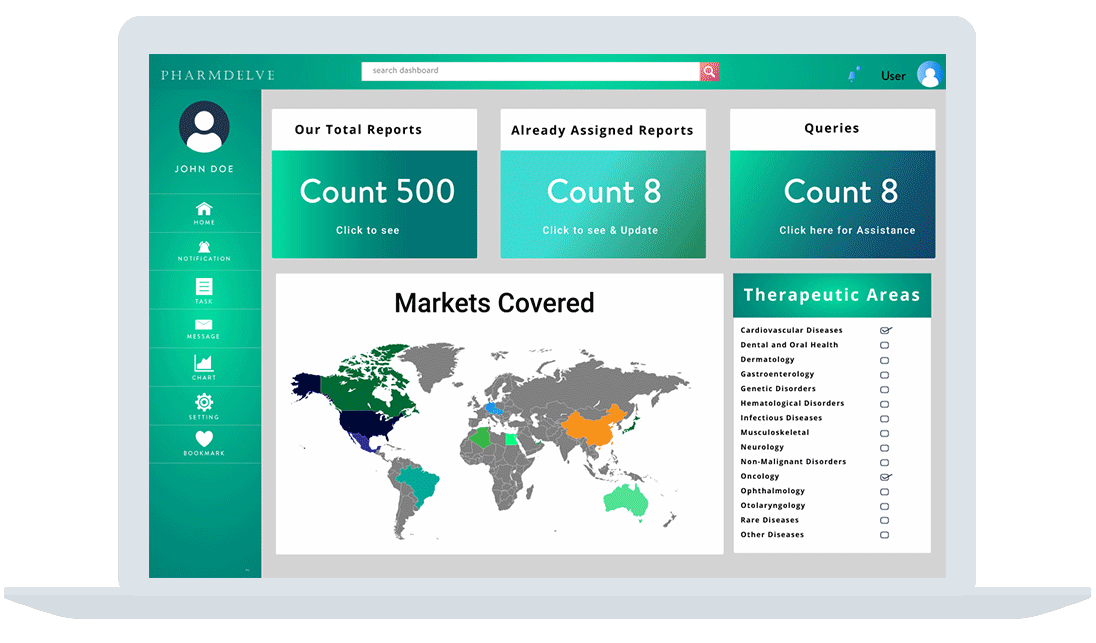 PHARMDELVE
search dashboard
User
JOHN DOE
HOME
NOTIFICATION
TASK
MESSAGE
CHART
SETTING
BOOKMARK
Our Total Reports
Count 500
Click to see
Already Assigned Reports
Count 8
Click to see & Update
Queries
Count 8
Click here for Assistance
Markets Covered
Therapeutic Areas
Cardiovascular Diseases
Dental and Oral Health
Dermatology
Gastroenterology
Genetic Disorders
Hematological Disorders
Infectious Diseases
Musculoskeletal
Neurology
Non-Malignant Disorders
Oncology
Ophthalmology
Otolaryngology
Rare Diseases
Other Diseases